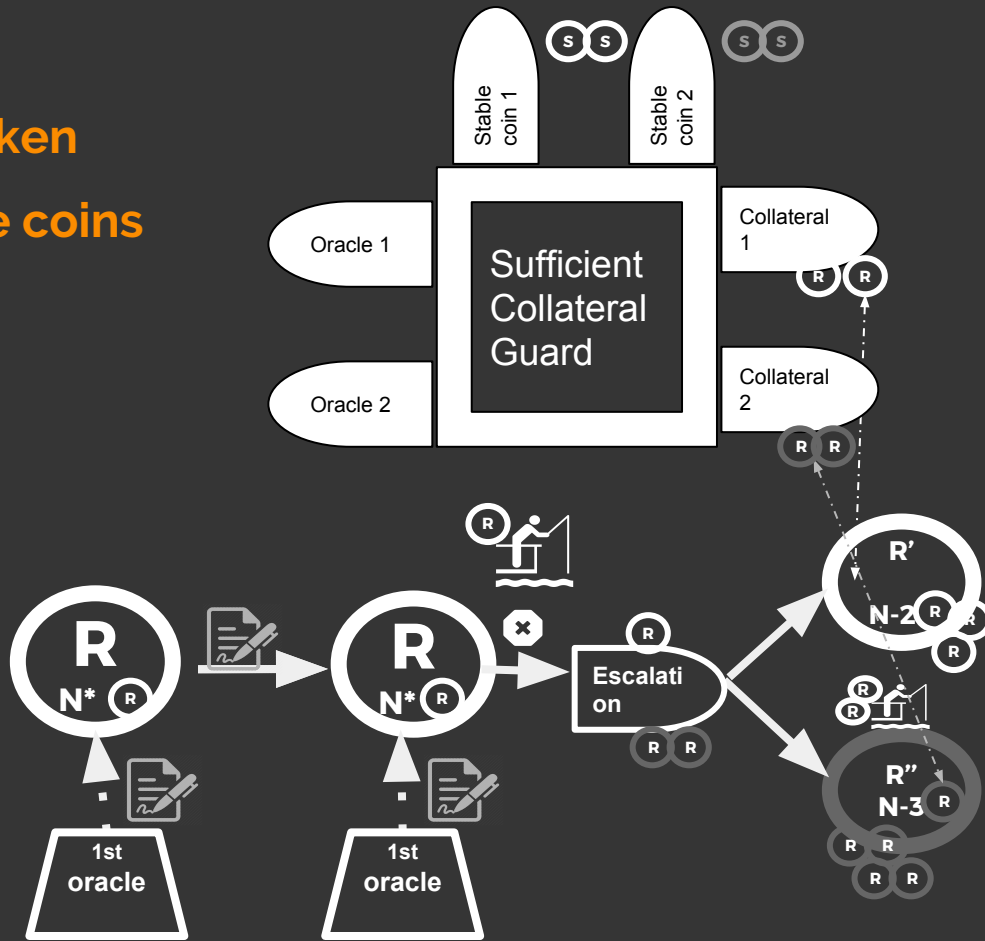 S S
S S
Stable
coin 1
Stable
coin 2
ken
e coins
Oracle 1
Collateral
1
R R
Sufficient
Collateral
Guard
Oracle 2
Collateral
2
R R
R
R
N*
R
R
N*
R
R
Escalati
on
R R
R’
N-2
R
R
R
R
R
R”
N-3
R
R R
R R
1st
oracle
1st
oracle